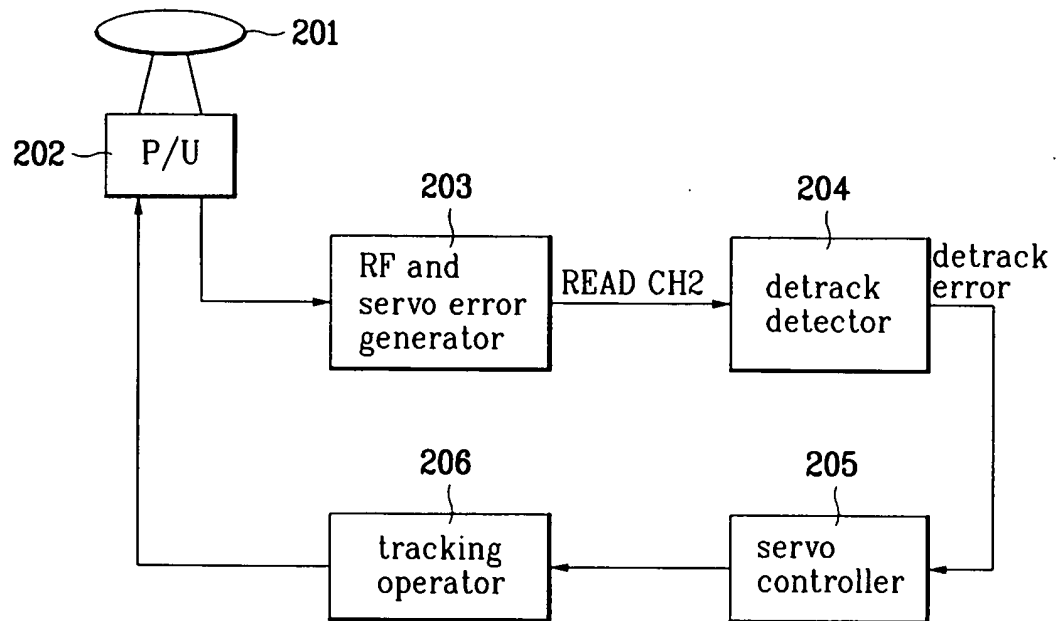 201
202
P/U
203
204
RF and
servo error
generator
READ CH2
detrack
detector
detrack
error
206
205
tracking
operator
servo
controller